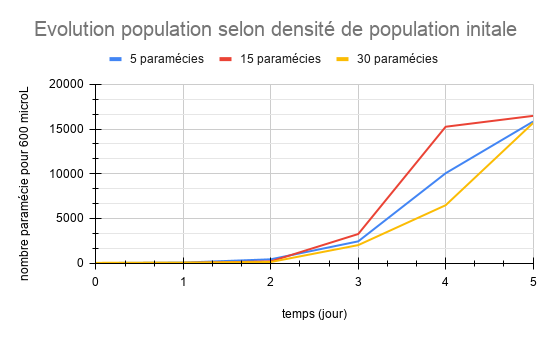 Evolution population selon densité de population initale
5 paramécies 15 paramécies 30 paramécies
nombre paramécie pour 600 microL
20000
15000
10000
5000
0
0 1 2 3 4 5
temps (jour)